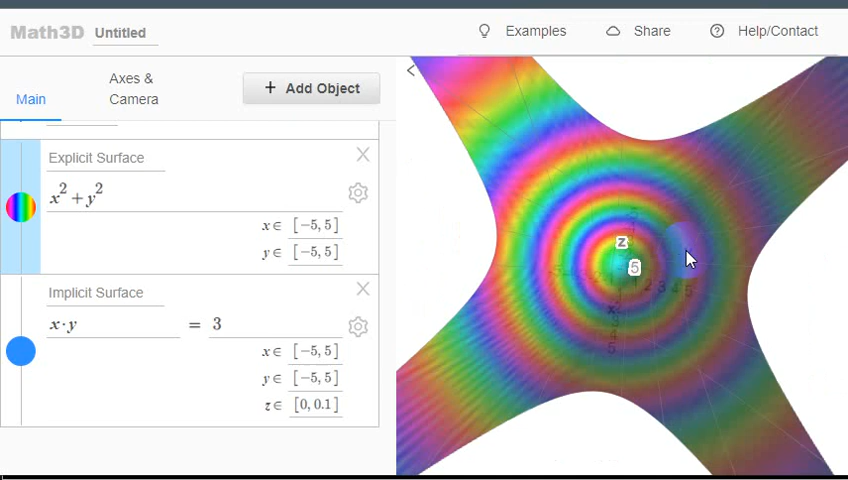 Math3D Untitled
Examples Share Help/Contact
Main Axes & Camera + Add Object
Explicit Surface
x² + y²
x ∈ [−5, 5]
y ∈ [−5, 5]
Implicit Surface
x · y = 3
x ∈ [−5, 5]
y ∈ [−5, 5]
z ∈ [0, 0.1]
z
5